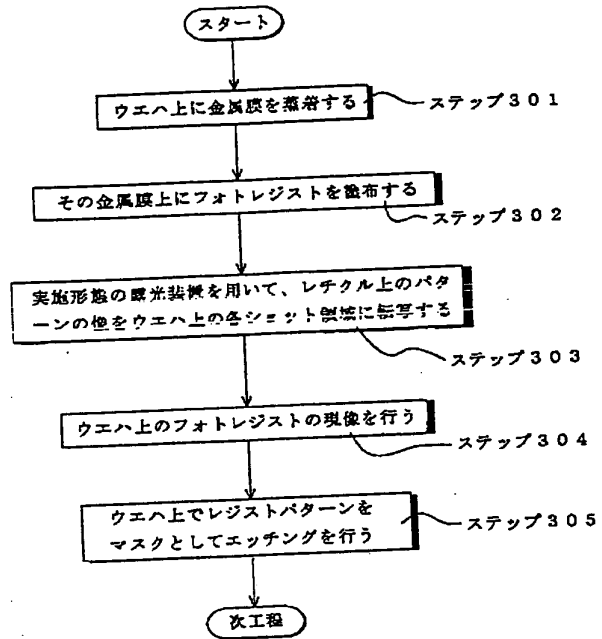 スタート
ウエハ上に金属膜を蒸着する
ステップ301
その金属膜上にフォトレジストを塗布する
ステップ302
実施形態の露光装置を用いて、レチクル上のパタ
ーンの像をウエハ上の各ショット領域に転写する
ステップ303
ウエハ上のフォトレジストの現像を行う
ステップ304
ウエハ上でレジストパターンを
マスクとしてエッチングを行う
ステップ305
次工程